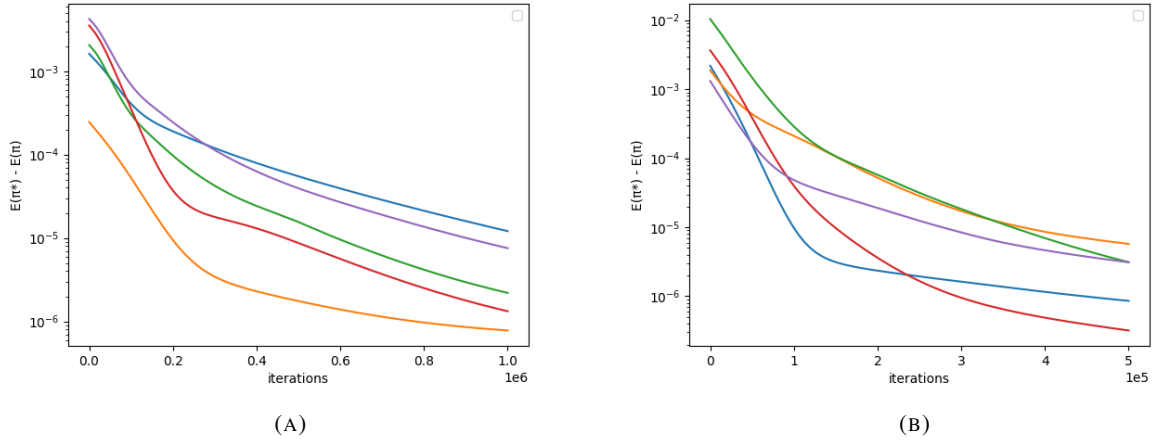 10⁻³
10⁻⁴
10⁻⁵
10⁻⁶
E(π*) - E(π)
0.0 0.2 0.4 0.6 0.8 1.0
1e6
iterations
(A)
10⁻²
10⁻³
10⁻⁴
10⁻⁵
10⁻⁶
E(π*) - E(π)
0 1 2 3 4 5
1e5
iterations
(B)